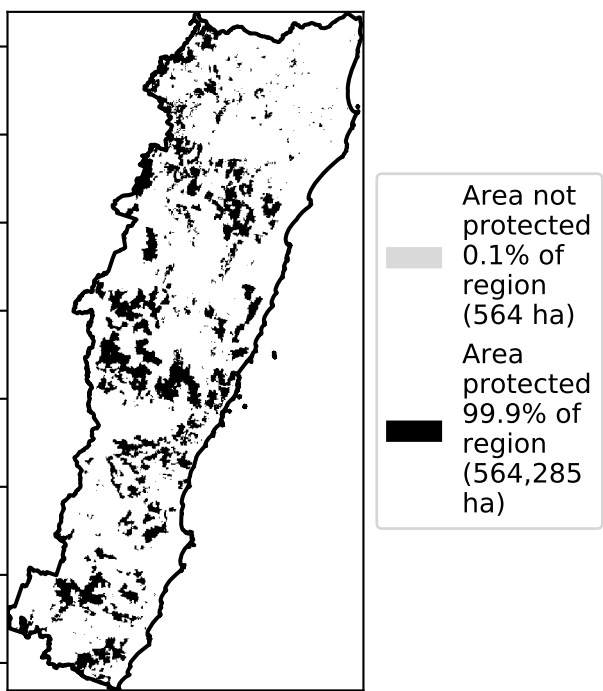 Area not
protected
0.1% of
region
(564 ha)
Area
protected
99.9% of
region
(564,285
ha)